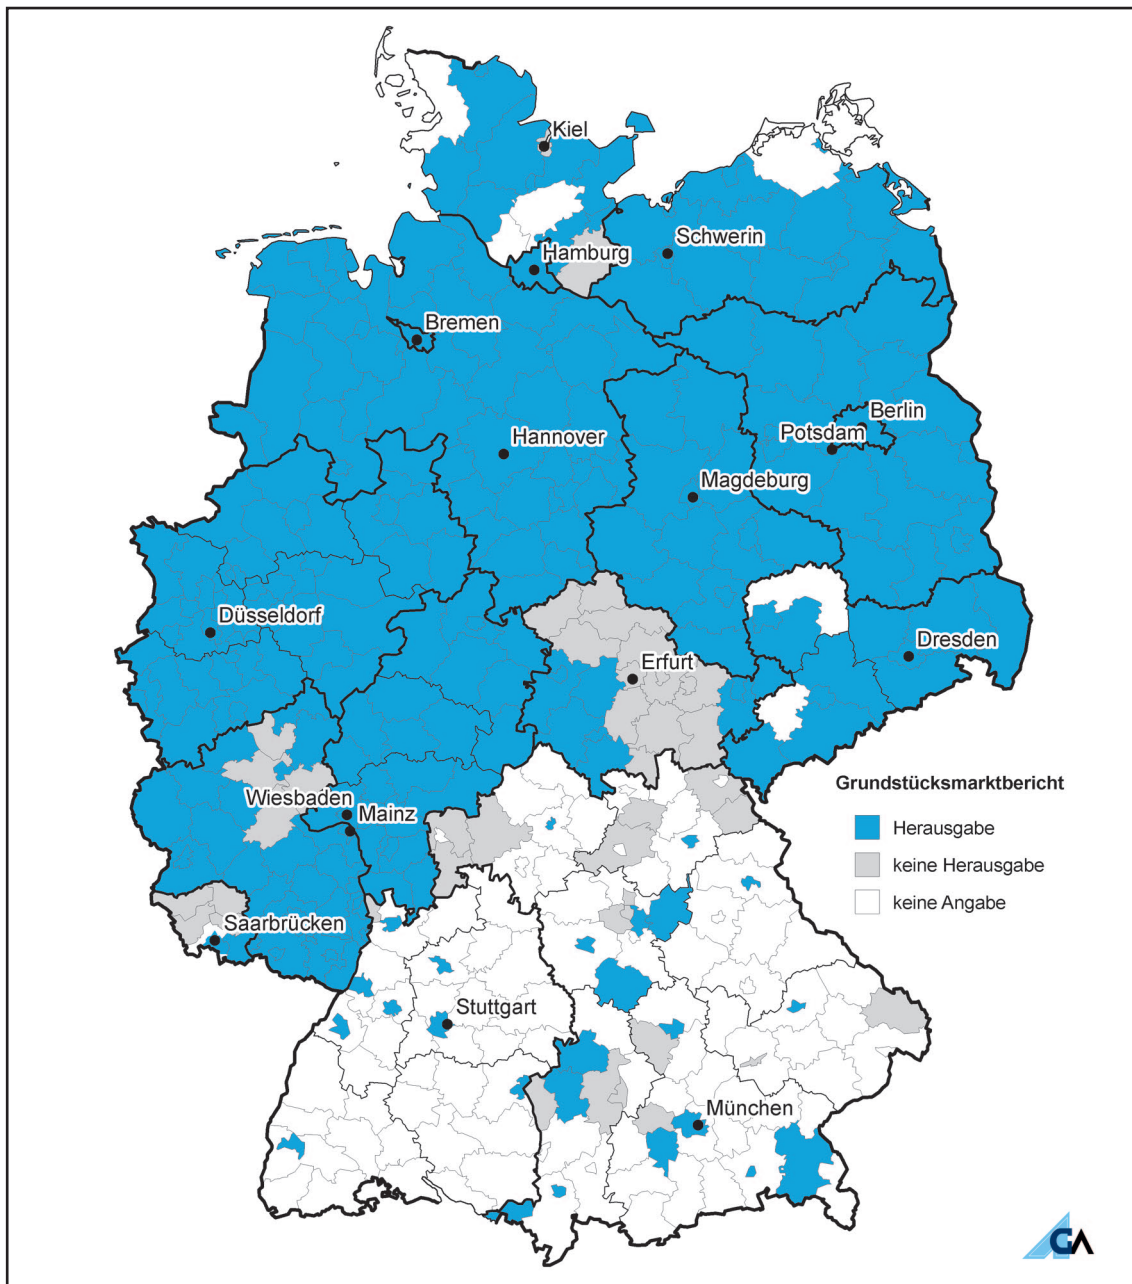 Kiel
Schwerin
Hamburg
Bremen
Berlin
Potsdam
Hannover
Magdeburg
Düsseldorf
Dresden
Erfurt
Wiesbaden
Mainz
Saarbrücken
Stuttgart
München
Grundstücksmarktbericht
Herausgabe
keine Herausgabe
keine Angabe
GA